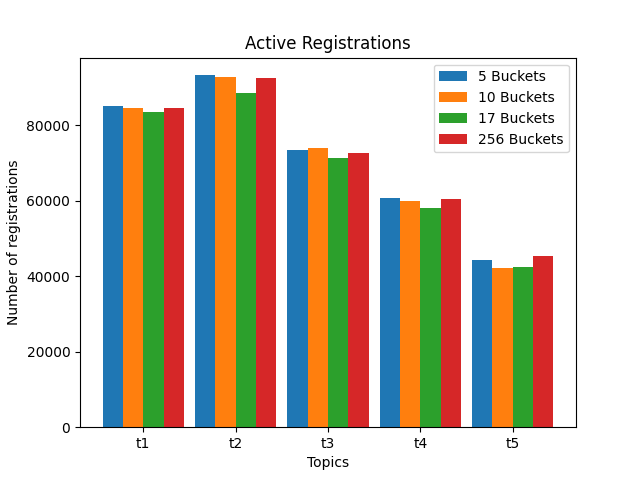 Active Registrations
5 Buckets
10 Buckets
17 Buckets
256 Buckets
Number of registrations
80000
60000
40000
20000
0
t1 t2 t3 t4 t5
Topics